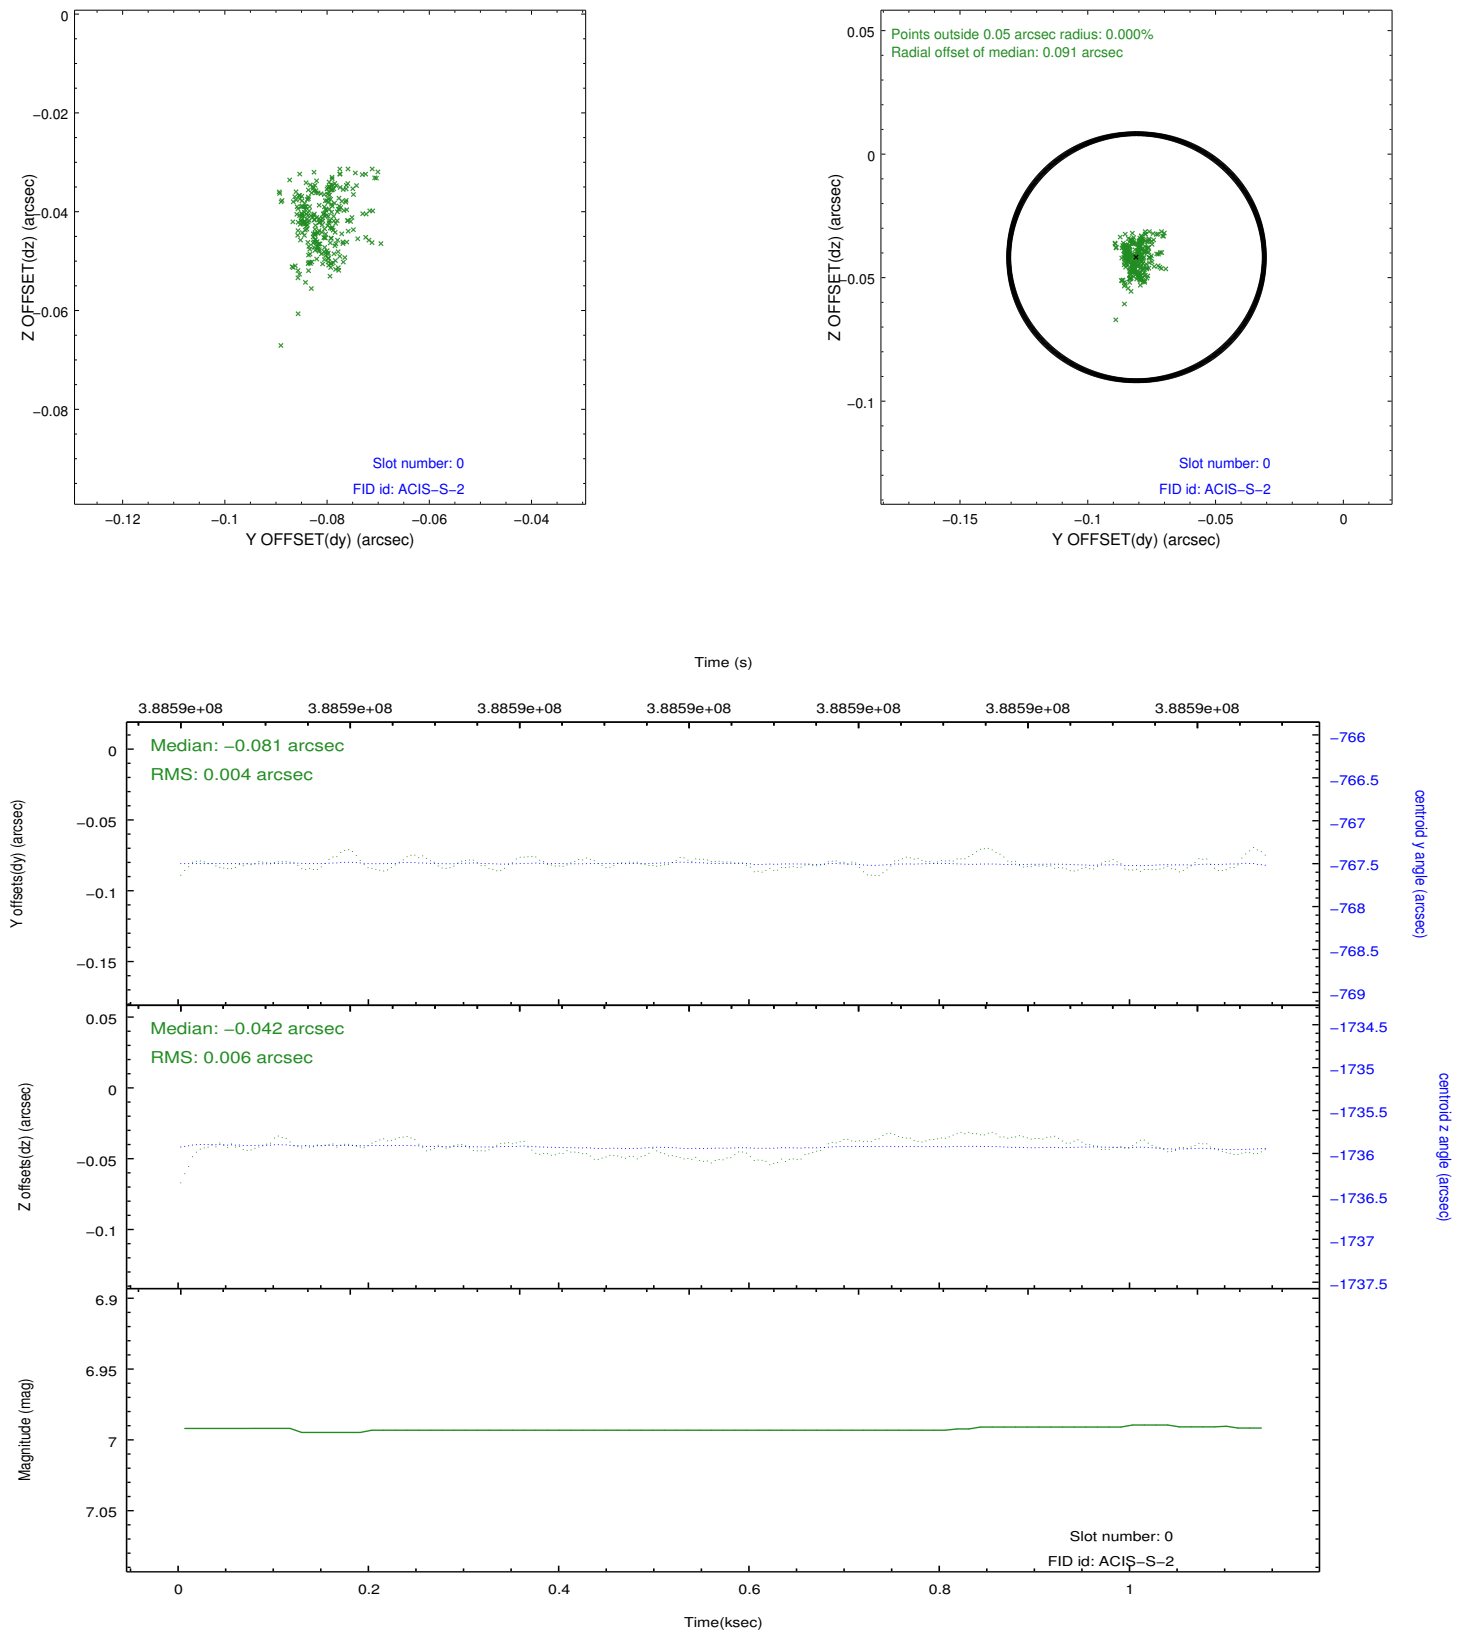 0
−0.02
−0.04
−0.06
−0.08
Z OFFSET(dz) (arcsec)
Slot number: 0
FID id: ACIS−S−2
−0.12
−0.1
−0.08
−0.06
−0.04
Y OFFSET(dy) (arcsec)
Points outside 0.05 arcsec radius: 0.000%
Radial offset of median: 0.091 arcsec
0.05
0
−0.05
−0.1
Z OFFSET(dz) (arcsec)
Slot number: 0
FID id: ACIS−S−2
−0.15
−0.1
−0.05
0
Y OFFSET(dy) (arcsec)
Time (s)
3.8859e+08
3.8859e+08
3.8859e+08
3.8859e+08
3.8859e+08
3.8859e+08
3.8859e+08
Median: −0.081 arcsec
RMS: 0.004 arcsec
0
−0.05
−0.1
−0.15
Y offsets(dy) (arcsec)
−766
−766.5
−767
−767.5
−768
−768.5
−769
centroid y angle (arcsec)
Median: −0.042 arcsec
RMS: 0.006 arcsec
0.05
0
−0.05
−0.1
Z offsets(dz) (arcsec)
−1734.5
−1735
−1735.5
−1736
−1736.5
−1737
−1737.5
centroid z angle (arcsec)
6.9
6.95
7
7.05
Magnitude (mag)
Slot number: 0
FID id: ACIS−S−2
0
0.2
0.4
0.6
0.8
1
Time(ksec)